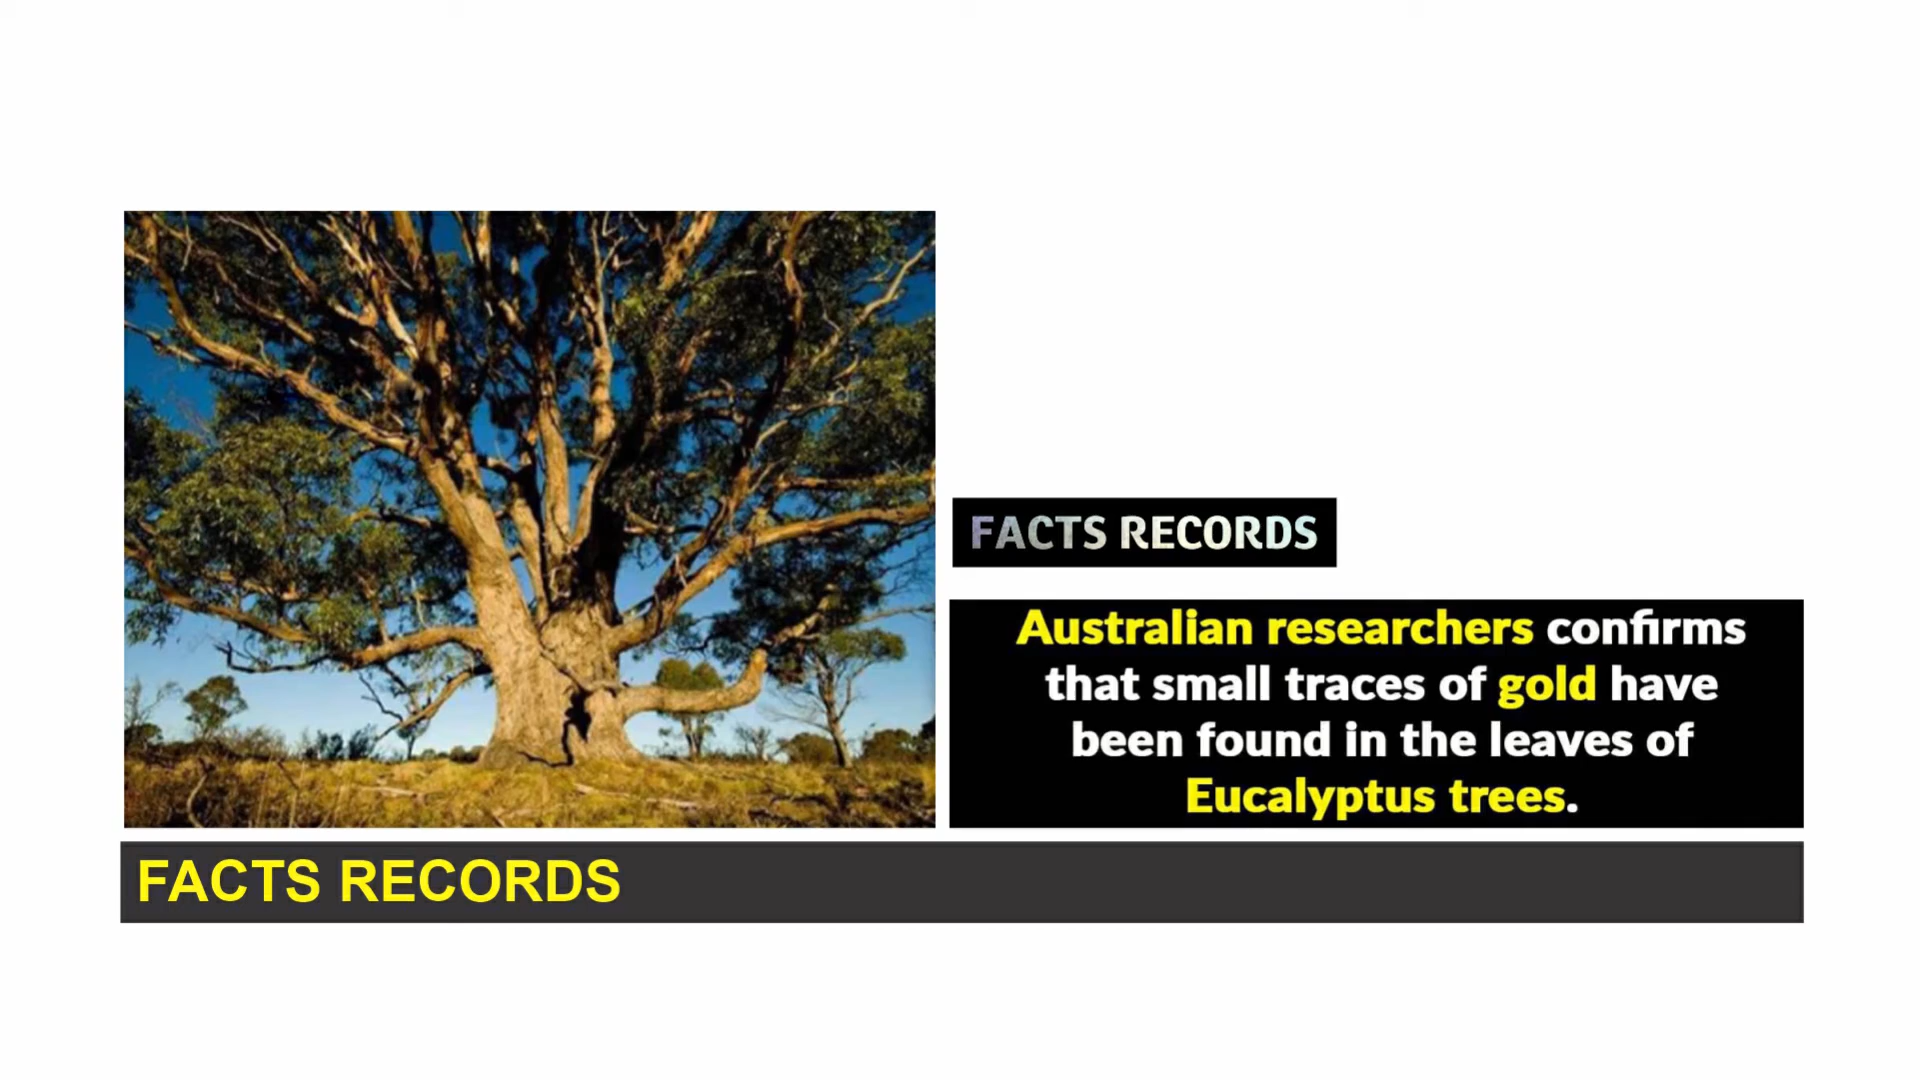 FACTS RECORDS
Australian researchers confirms
that small traces of gold have
been found in the leaves of
Eucalyptus trees.
FACTS RECORDS